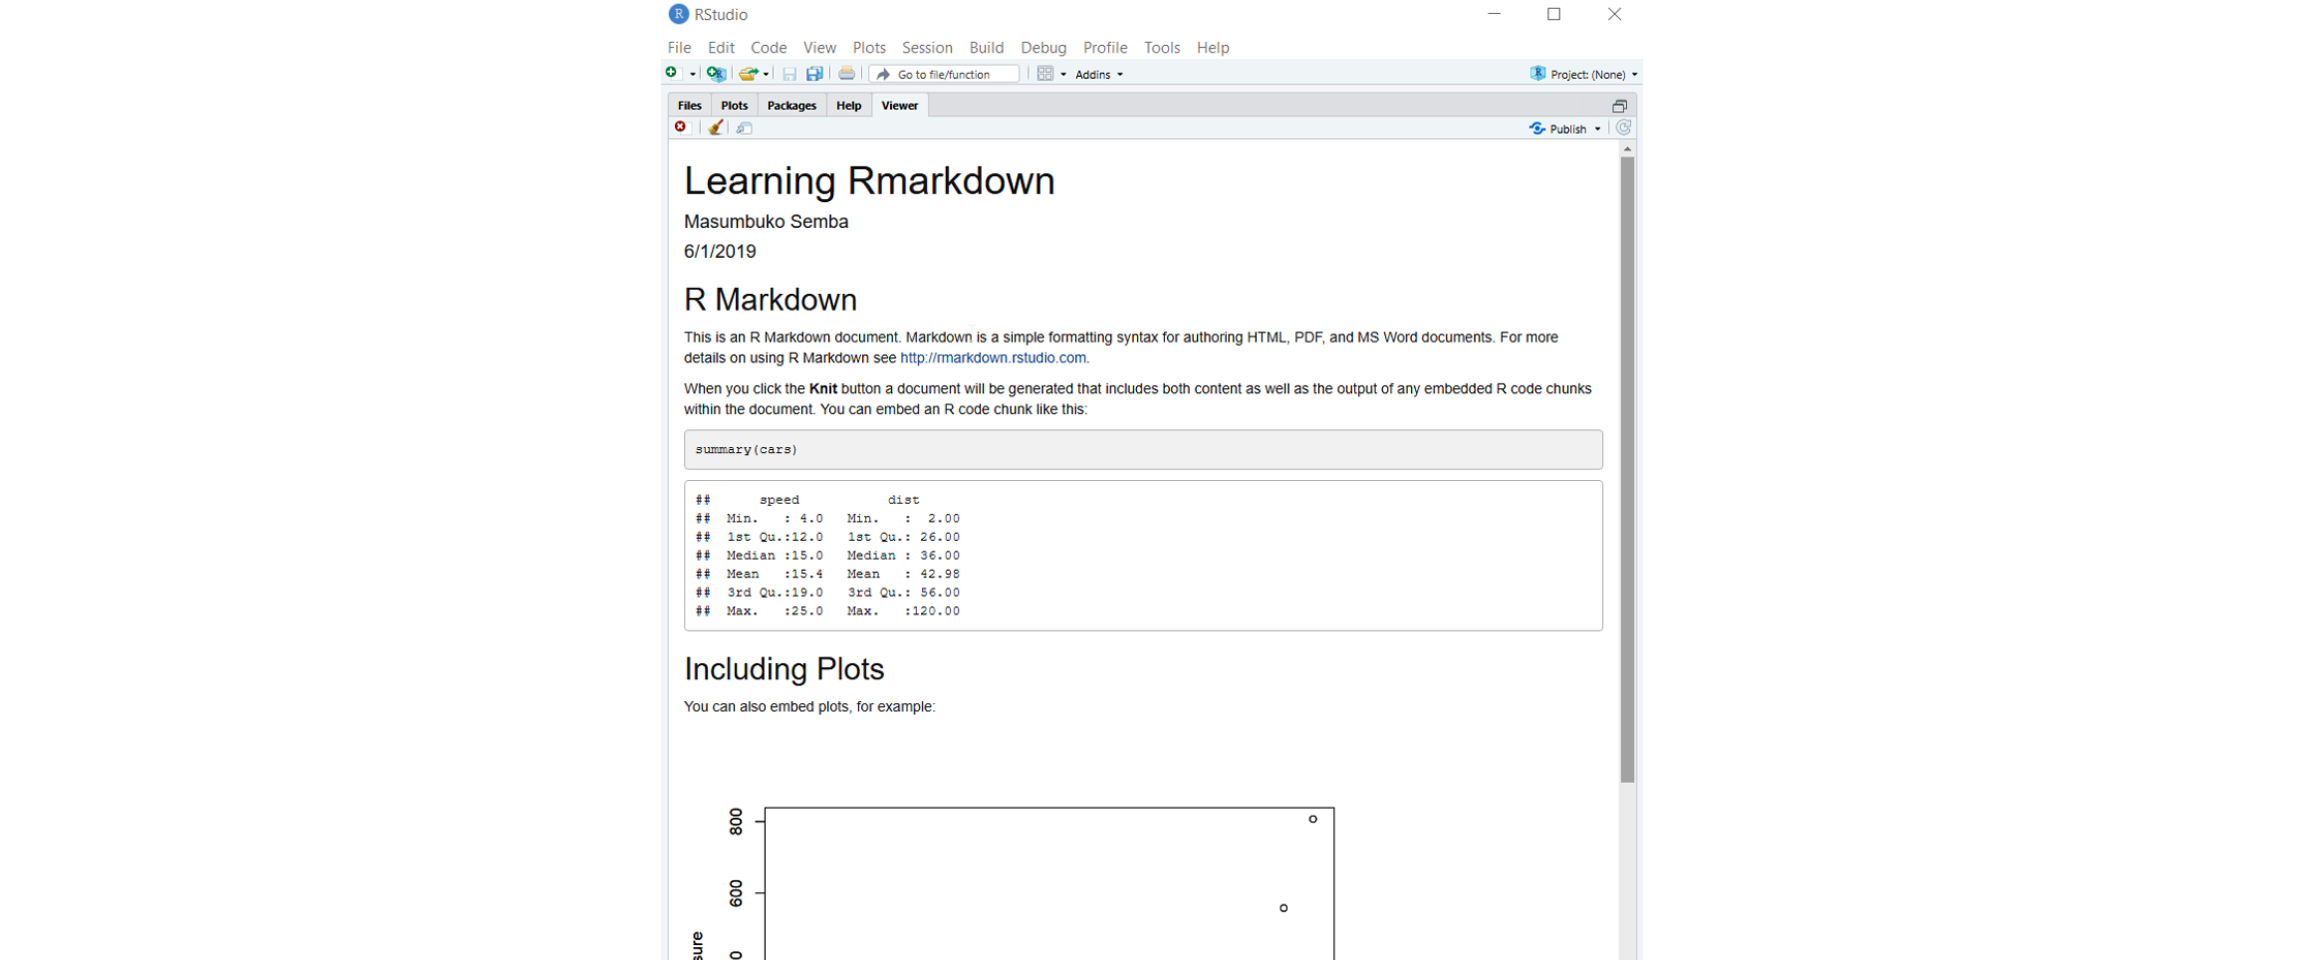 RStudio
File Edit Code View Plots Session Build Debug Profile Tools Help
Go to file/function Addins Project: (None)
Files Plots Packages Help Viewer
Publish
Learning Rmarkdown
Masumbuko Semba
6/1/2019
R Markdown
This is an R Markdown document. Markdown is a simple formatting syntax for authoring HTML, PDF, and MS Word documents. For more
details on using R Markdown see http://rmarkdown.rstudio.com.
When you click the Knit button a document will be generated that includes both content as well as the output of any embedded R code chunks
within the document. You can embed an R code chunk like this:
summary(cars)
##      speed           dist
##  Min.   : 4.0   Min.   :  2.00
##  1st Qu.:12.0   1st Qu.: 26.00
##  Median :15.0   Median : 36.00
##  Mean   :15.4   Mean   : 42.98
##  3rd Qu.:19.0   3rd Qu.: 56.00
##  Max.   :25.0   Max.   :120.00
Including Plots
You can also embed plots, for example:
800
600